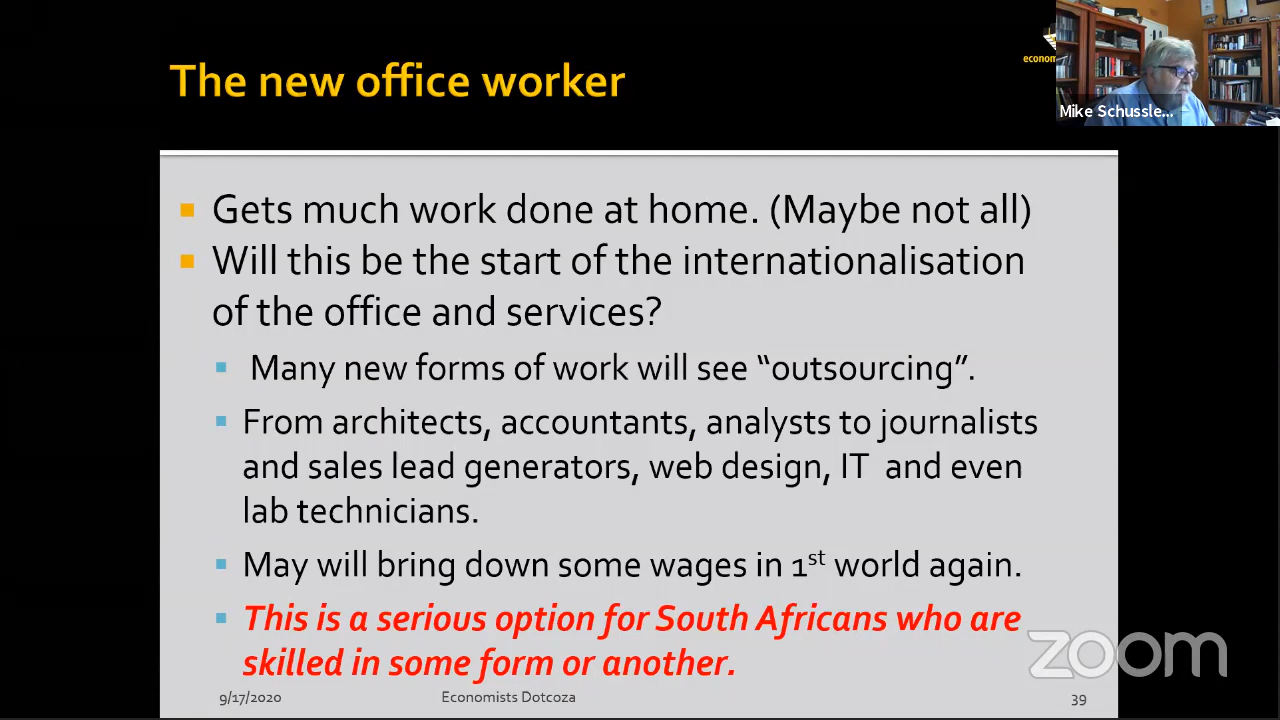 The new office worker
econom
Mike Schussle...
Gets much work done at home. (Maybe not all)
Will this be the start of the internationalisation
of the office and services?
Many new forms of work will see “outsourcing”.
From architects, accountants, analysts to journalists
and sales lead generators, web design, IT and even
lab technicians.
May will bring down some wages in 1st world again.
This is a serious option for South Africans who are
skilled in some form or another.
zoom
9/17/2020
Economists Dotcoza
39